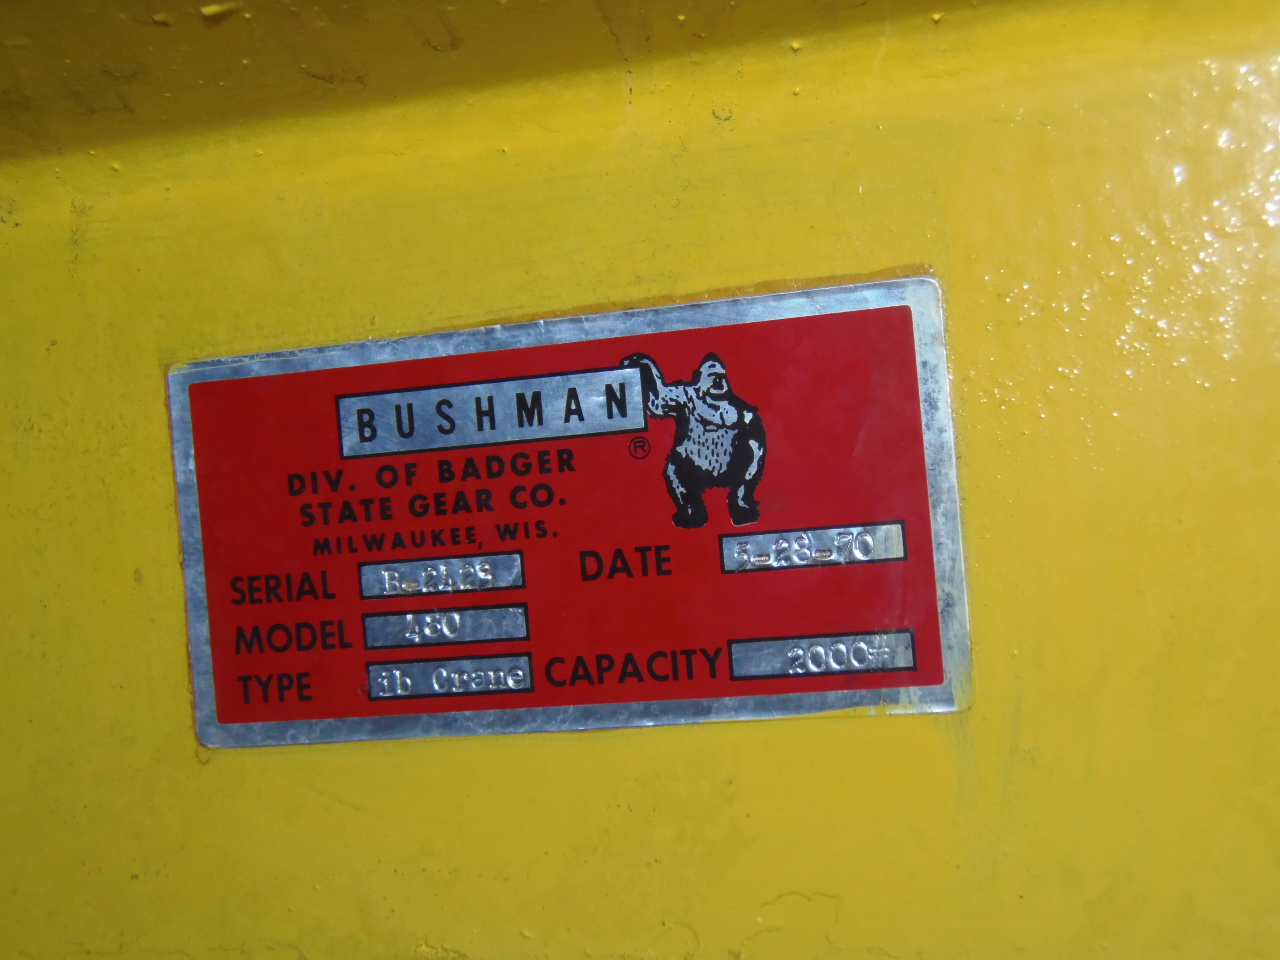 BUSHMAN
®
DIV. OF BADGER
STATE GEAR CO.
MILWAUKEE, WIS.
SERIAL B-2429
DATE 5-28-70
MODEL 480
TYPE ib Crane
CAPACITY 2000#